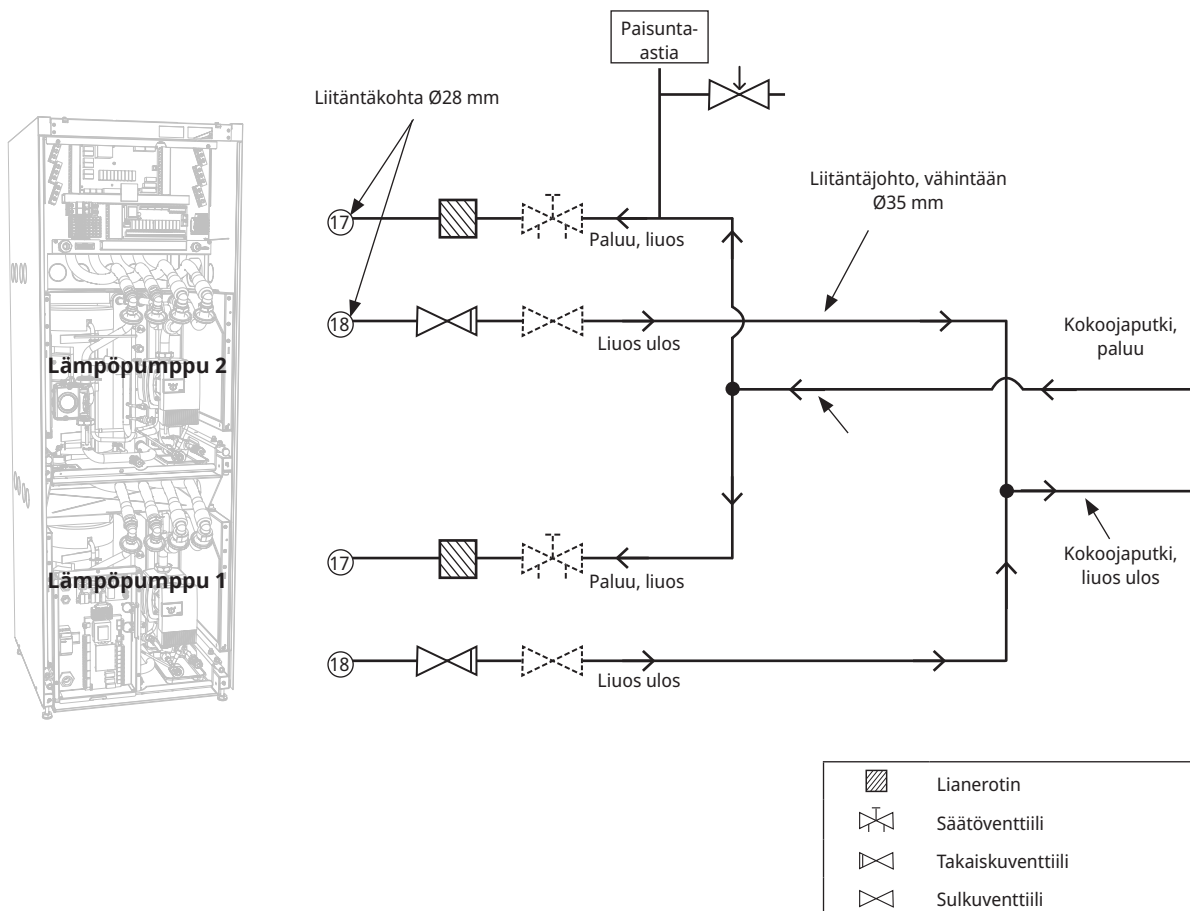 Paisunta-
astia
Liitäntäkohta Ø28 mm
Liitäntäjohto, vähintään
Ø35 mm
17
Paluu, liuos
18
Liuos ulos
Kokoojaputki,
paluu
Lämpöpumppu 2
17
Paluu, liuos
Kokoojaputki,
liuos ulos
Lämpöpumppu 1
18
Liuos ulos
Lianerotin
Säätöventtiili
Takaiskuventtiili
Sulkuventtiili